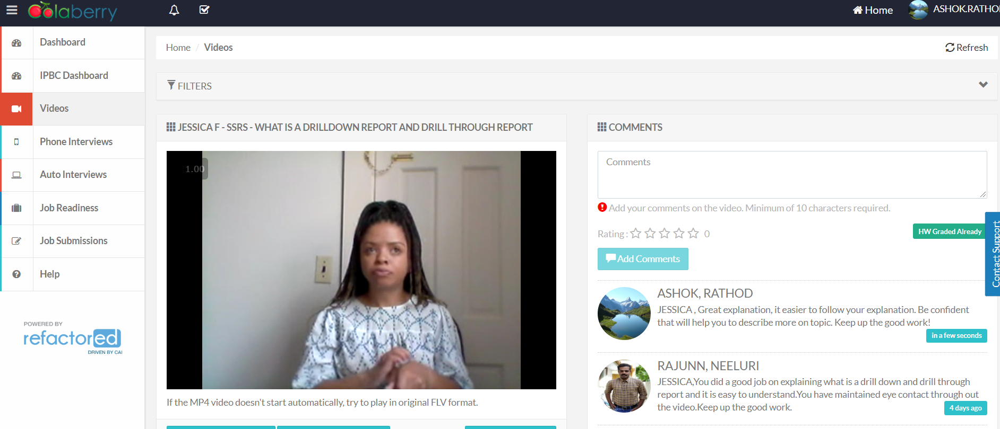 Colaberry
Home
ASHOK.RATHO
Dashboard
IPBC Dashboard
Videos
Phone Interviews
Auto Interviews
Job Readiness
Job Submissions
Help
POWERED BY
refactored
DRIVEN BY CAI
Home / Videos
Refresh
FILTERS
JESSICA F - SSRS - WHAT IS A DRILLDOWN REPORT AND DRILL THROUGH REPORT
1.00
If the MP4 video doesn't start automatically, try to play in original FLV format.
COMMENTS
Comments
Add your comments on the video. Minimum of 10 characters required.
Rating : 0
HW Graded Already
Add Comments
Contact Support
ASHOK, RATHOD
JESSICA , Great explanation, it easier to follow your explanation. Be confident
that will help you to describe more on topic. Keep up the good work!
in a few seconds
RAJUNN, NEELURI
JESSICA,You did a good job on explaining what is a drill down and drill through
report and it is easy to understand.You have maintained eye contact through out
the video.Keep up the good work.
4 days ago